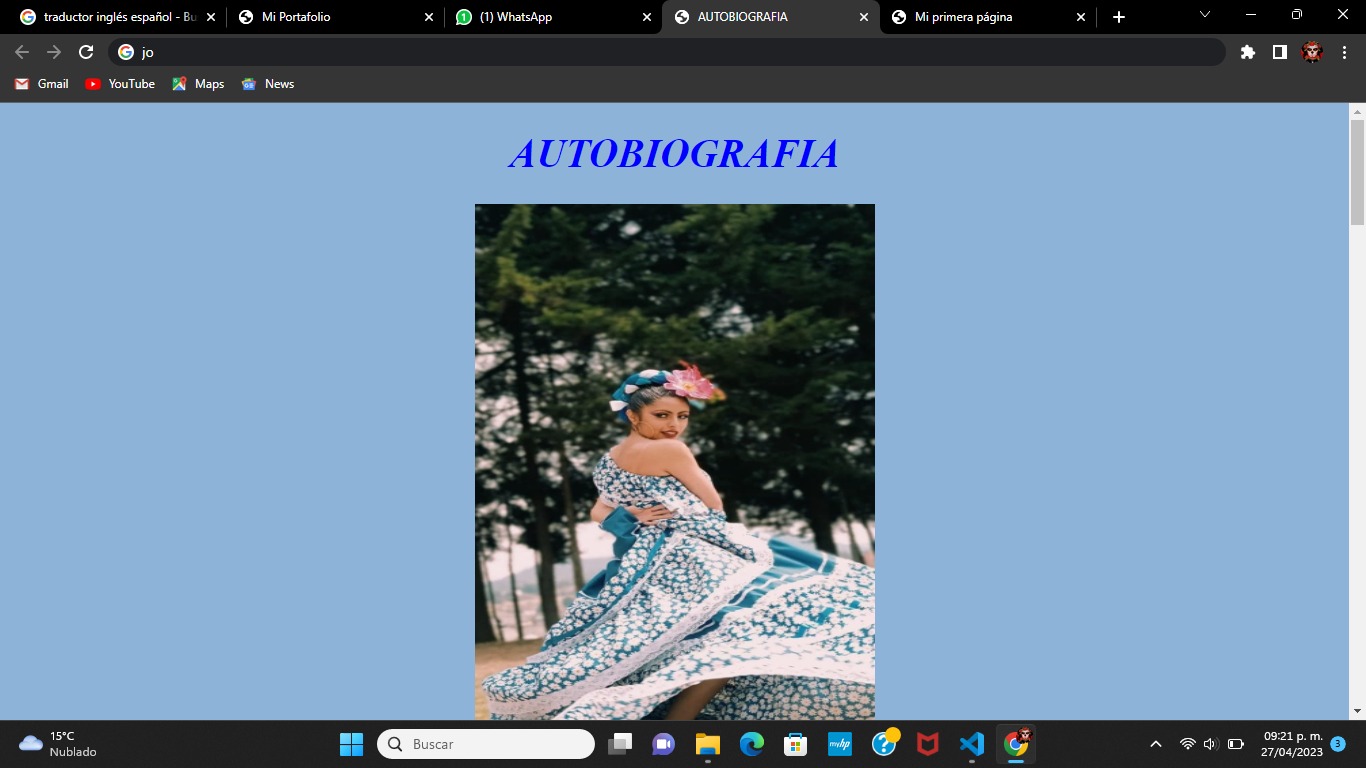 traductor inglés español - Bu
Mi Portafolio
(1) WhatsApp
AUTOBIOGRAFIA
Mi primera página
jo
Gmail
YouTube
Maps
News
AUTOBIOGRAFIA
15°C
Nublado
Buscar
myhp
09:21 p. m.
27/04/2023
3